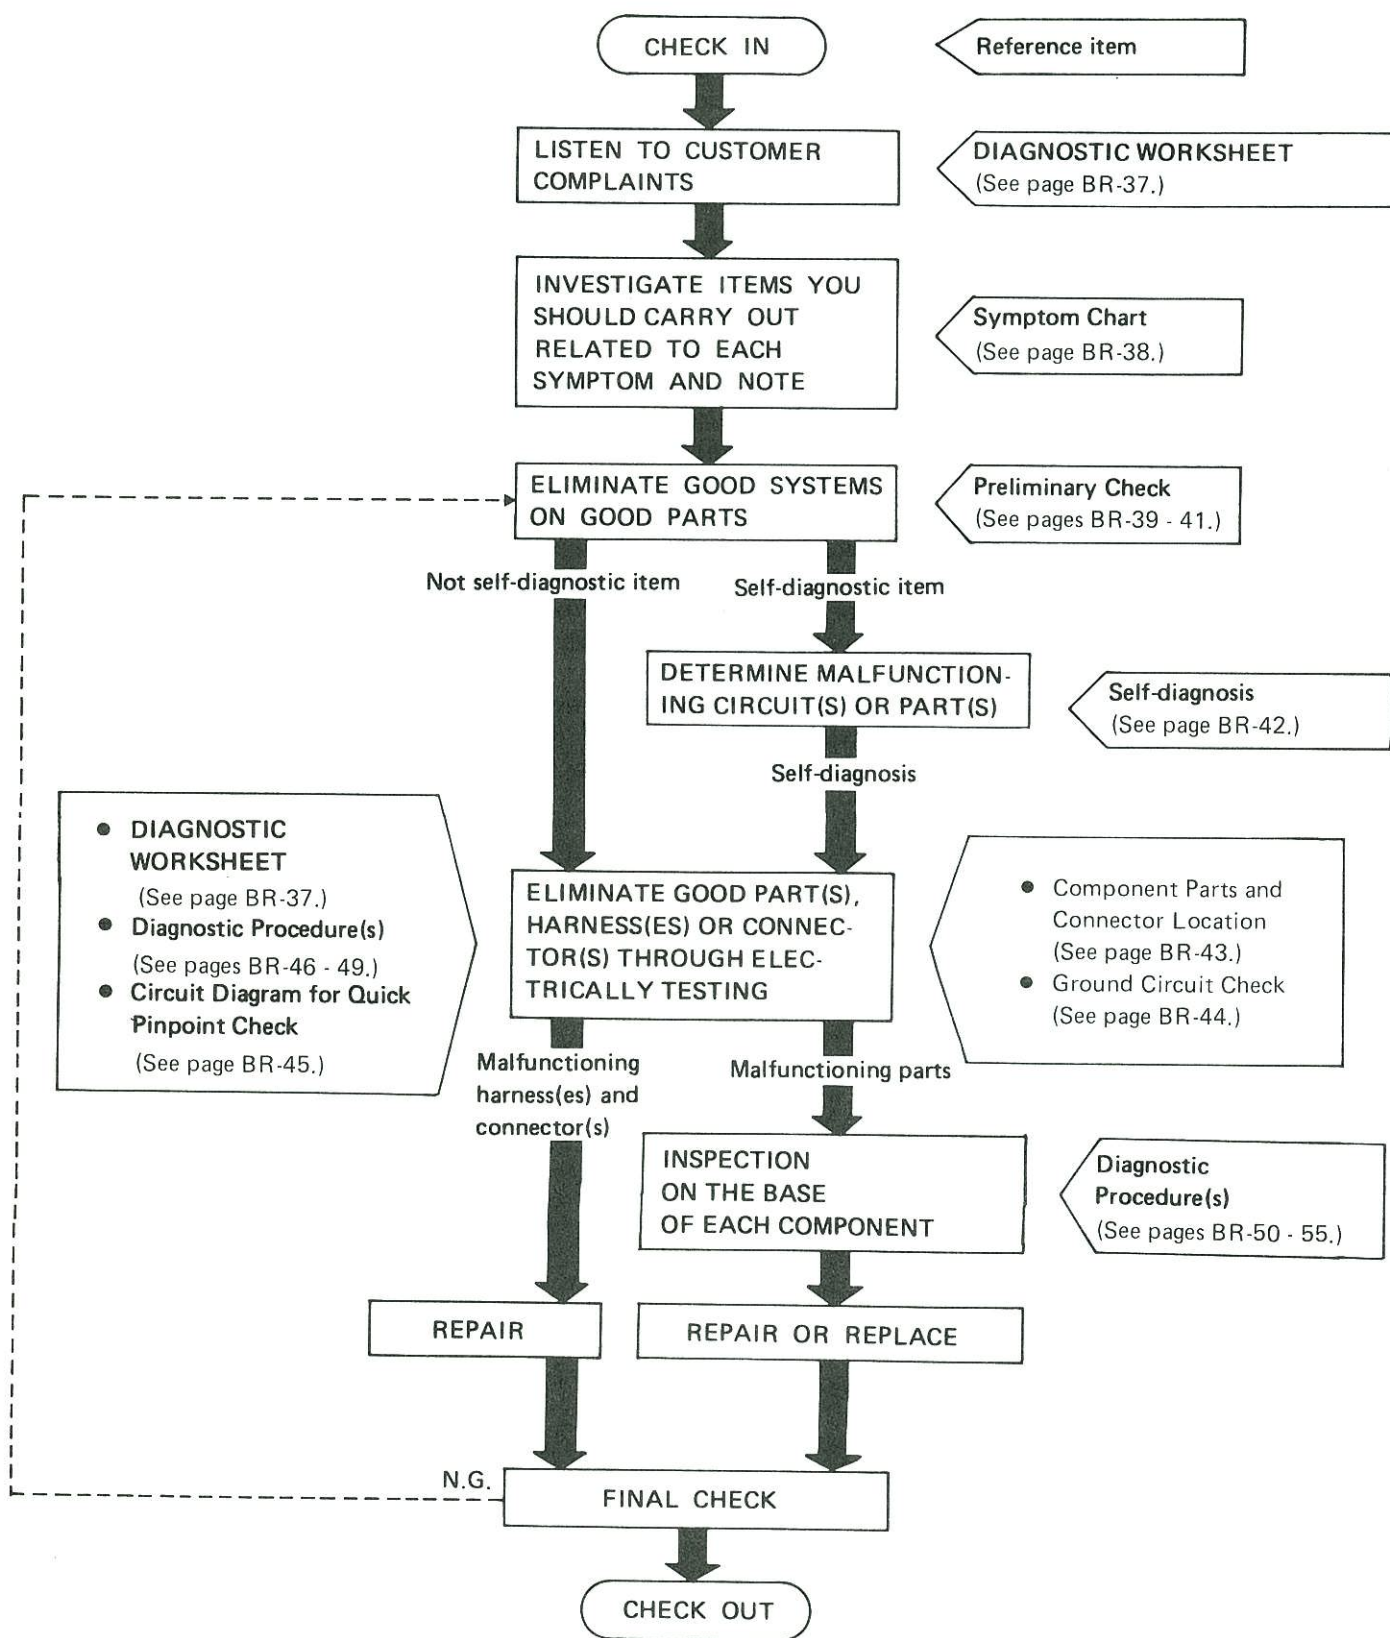 CHECK IN
Reference item
LISTEN TO CUSTOMER
COMPLAINTS
DIAGNOSTIC WORKSHEET
(See page BR-37.)
INVESTIGATE ITEMS YOU
SHOULD CARRY OUT
RELATED TO EACH
SYMPTOM AND NOTE
Symptom Chart
(See page BR-38.)
ELIMINATE GOOD SYSTEMS
ON GOOD PARTS
Preliminary Check
(See pages BR-39 - 41.)
Not self-diagnostic item
Self-diagnostic item
DETERMINE MALFUNCTION-
ING CIRCUIT(S) OR PART(S)
Self-diagnosis
(See page BR-42.)
Self-diagnosis
● DIAGNOSTIC
WORKSHEET
(See page BR-37.)
● Diagnostic Procedure(s)
(See pages BR-46 - 49.)
● Circuit Diagram for Quick
Pinpoint Check
(See page BR-45.)
ELIMINATE GOOD PART(S),
HARNESS(ES) OR CONNEC-
TOR(S) THROUGH ELEC-
TRICALLY TESTING
● Component Parts and
Connector Location
(See page BR-43.)
● Ground Circuit Check
(See page BR-44.)
Malfunctioning
harness(es) and
connector(s)
Malfunctioning parts
INSPECTION
ON THE BASE
OF EACH COMPONENT
Diagnostic
Procedure(s)
(See pages BR-50 - 55.)
REPAIR
REPAIR OR REPLACE
N.G.
FINAL CHECK
CHECK OUT